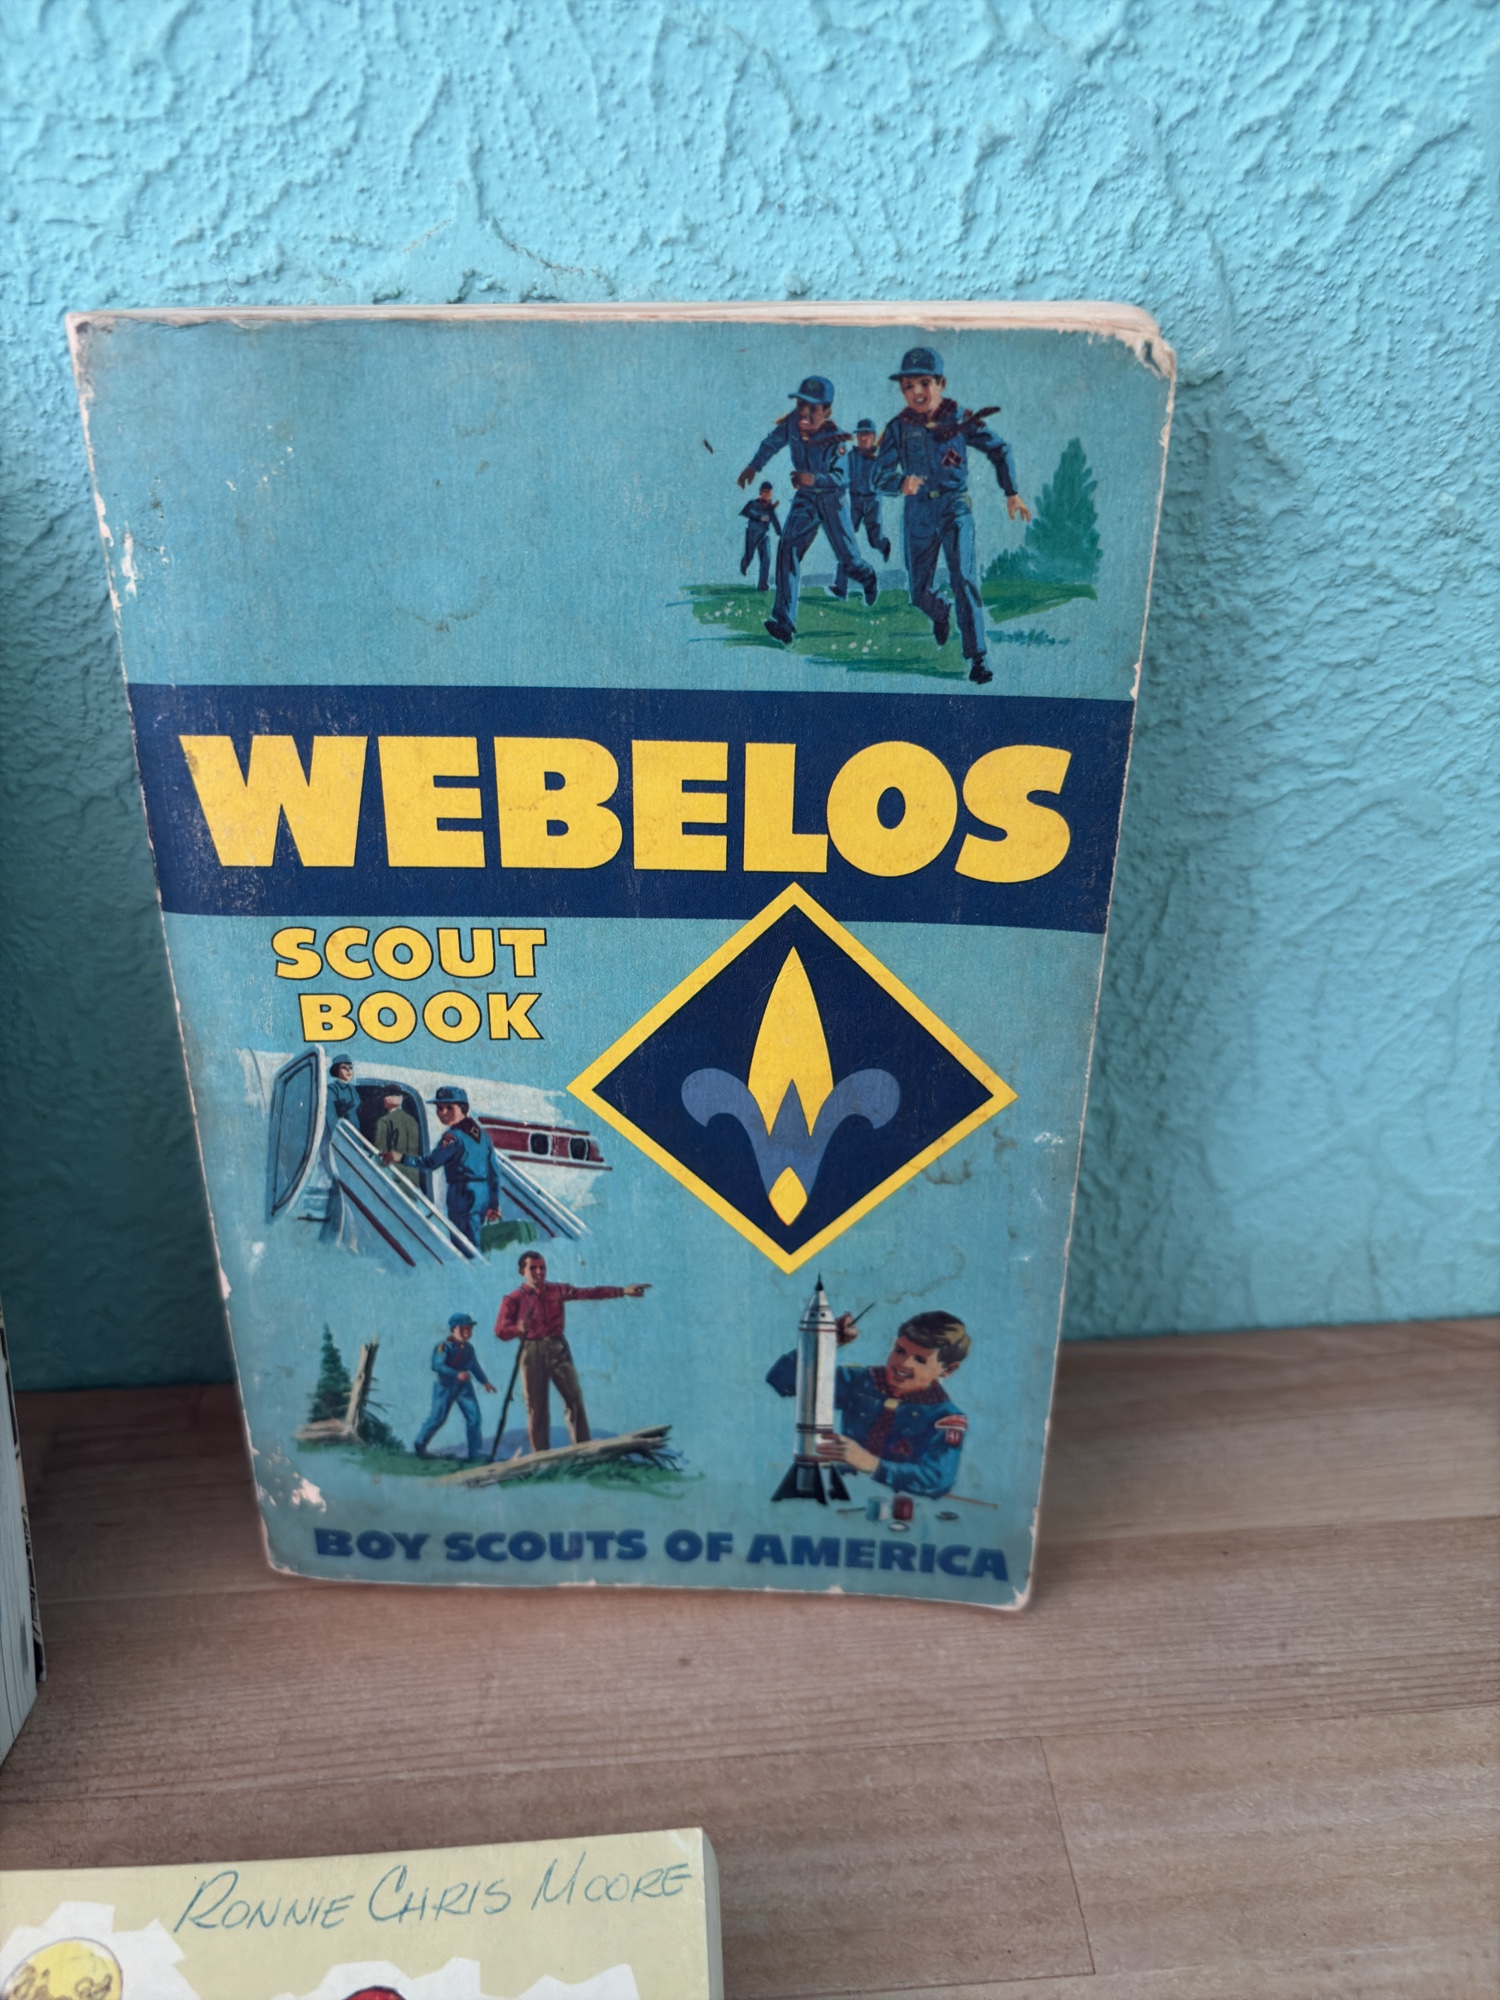 WEBELOS
SCOUT
BOOK
BOY SCOUTS OF AMERICA
RONNIE CHRIS MOORE